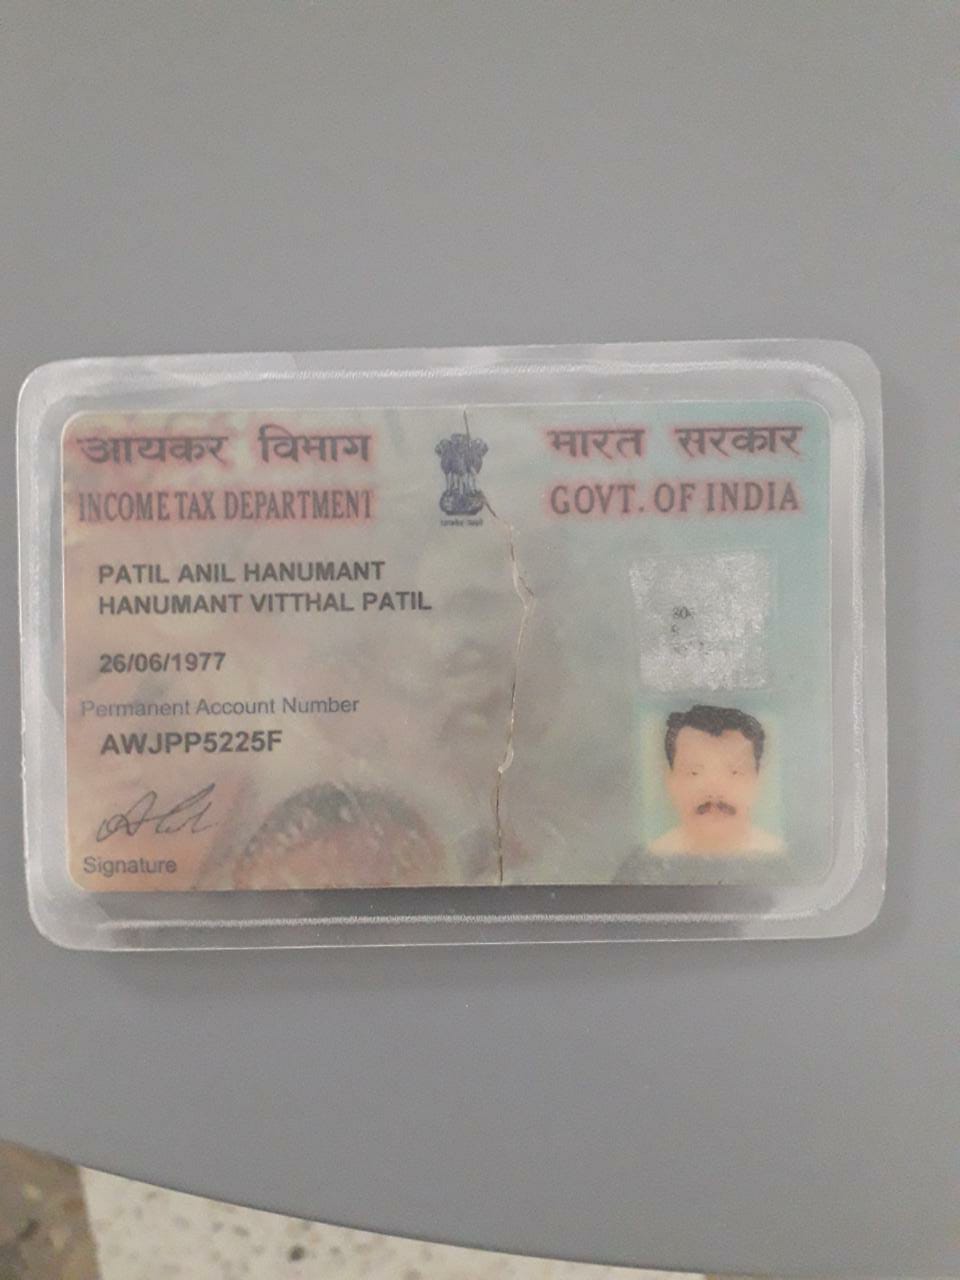 आयकर विभाग
INCOME TAX DEPARTMENT
भारत सरकार
GOVT. OF INDIA
PATIL ANIL HANUMANT
HANUMANT VITTHAL PATIL
26/06/1977
Permanent Account Number
AWJPP5225F
Signature